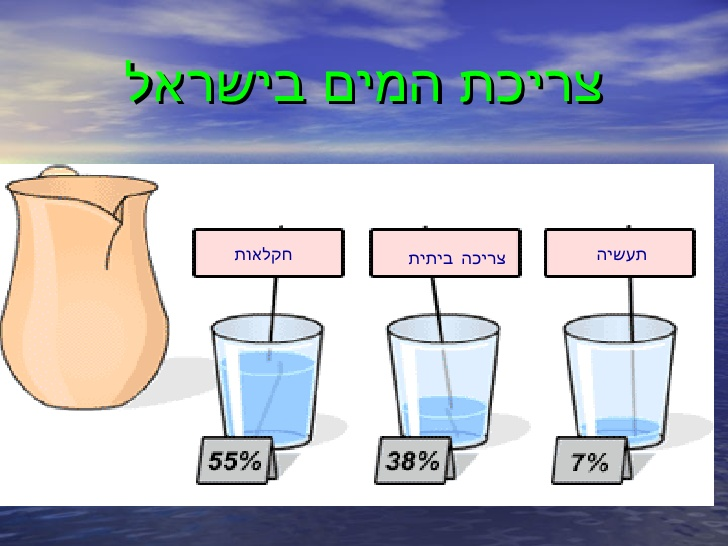 צריכת המים בישראל
תעשיה
צריכה ביתית
חקלאות
7%
38%
55%